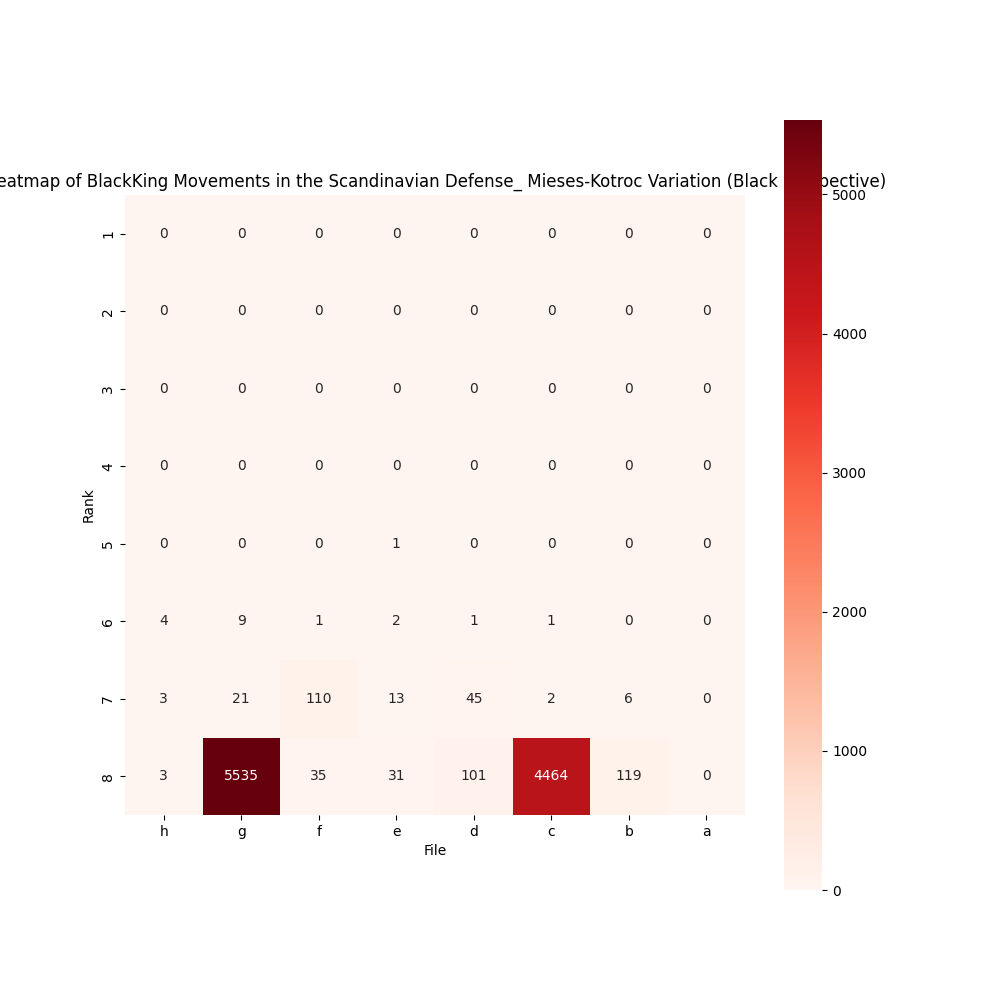 eatmap of BlackKing Movements in the Scandinavian Defense_ Mieses-Kotroc Variation (Black pective)
1 0 0 0 0 0 0 0 0
2 0 0 0 0 0 0 0 0
3 0 0 0 0 0 0 0 0
4 0 0 0 0 0 0 0 0
5 0 0 0 1 0 0 0 0
6 4 9 1 2 1 1 0 0
7 3 21 110 13 45 2 6 0
8 3 5535 35 31 101 4464 119 0
h g f e d c b a
File
Rank
5000
4000
3000
2000
1000
0